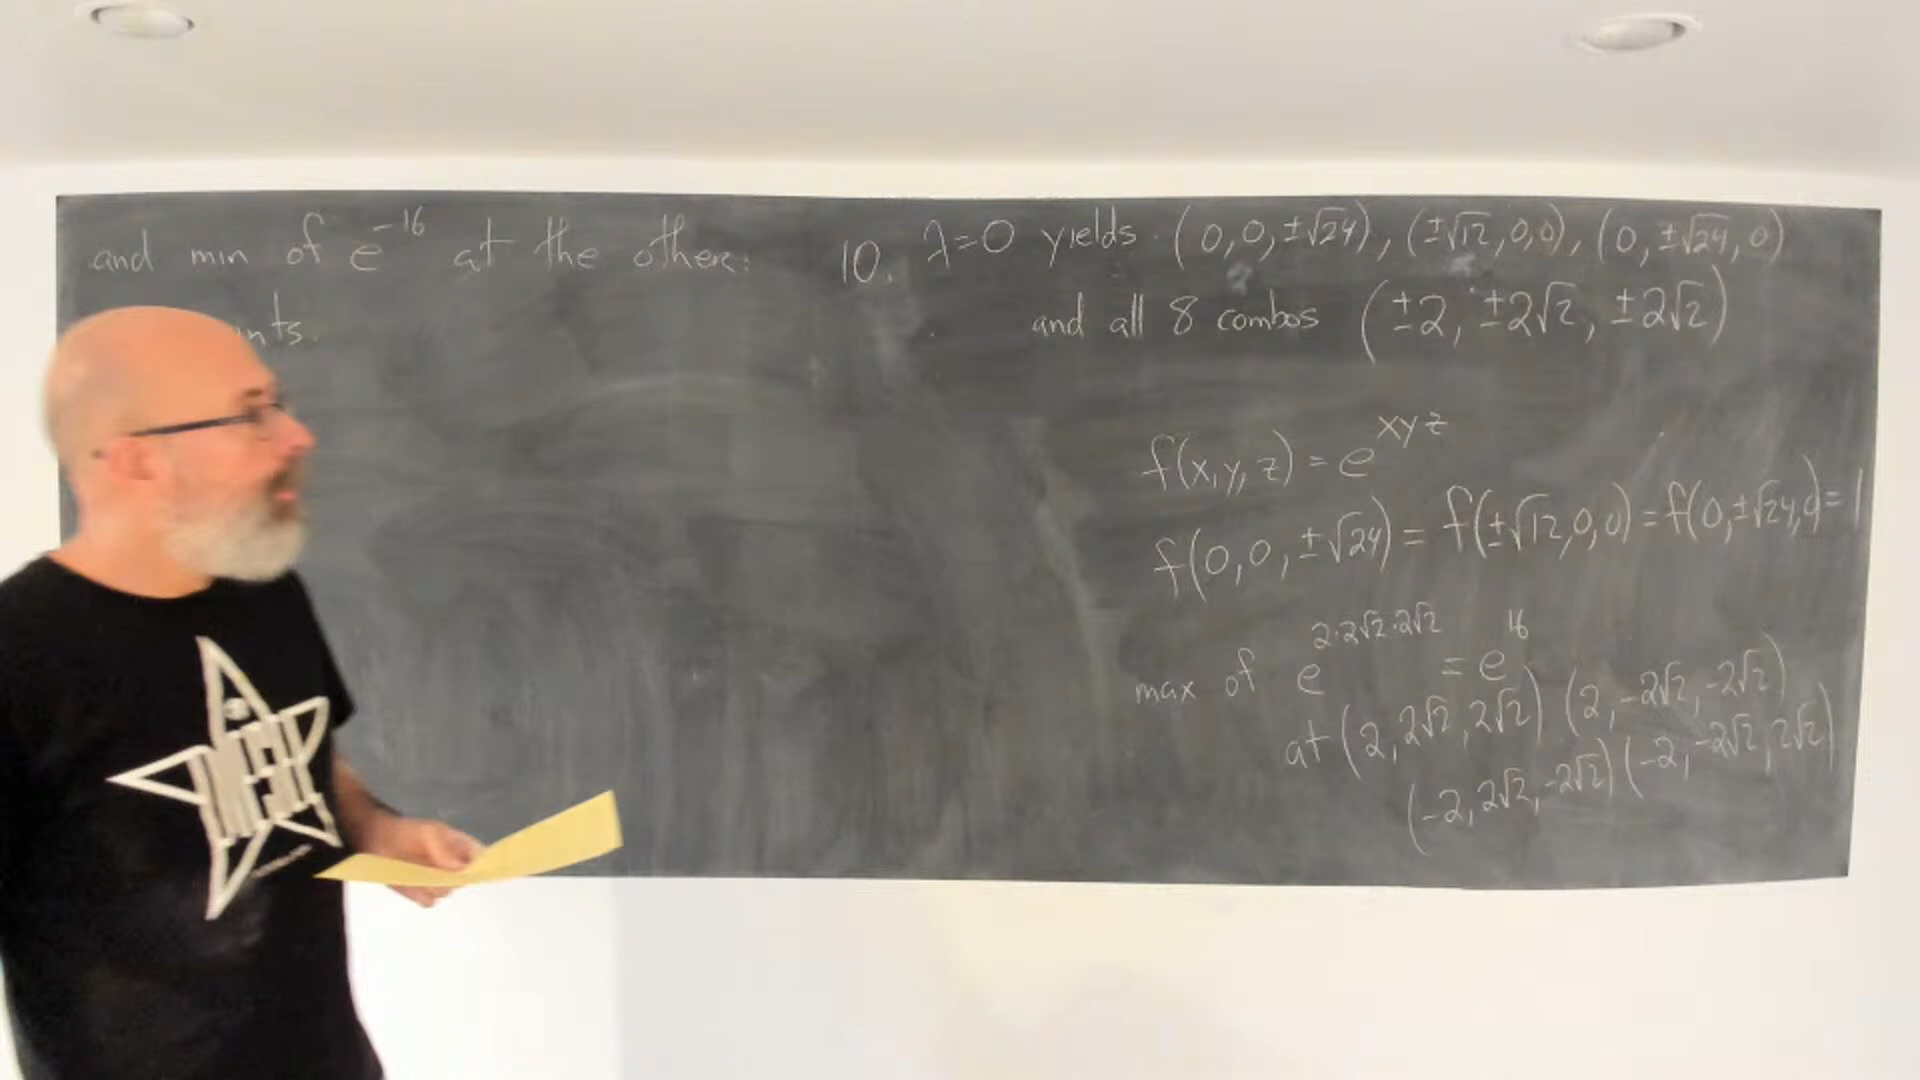 and min of e^-16 at the other
nts.
10. λ=0 yields (0,0,±√24), (±√12,0,0), (0,±√24,0)
and all 8 combos (±2, ±2√2, ±2√2)
f(x,y,z) = e^xyz
f(0,0,±√24) = f(±√12,0,0) = f(0,±√24,0) = 1
max of e^2·2√2·2√2 = e^16
at (2,2√2,2√2) (2,-2√2,-2√2)
(-2,2√2,-2√2) (-2,-2√2,2√2)